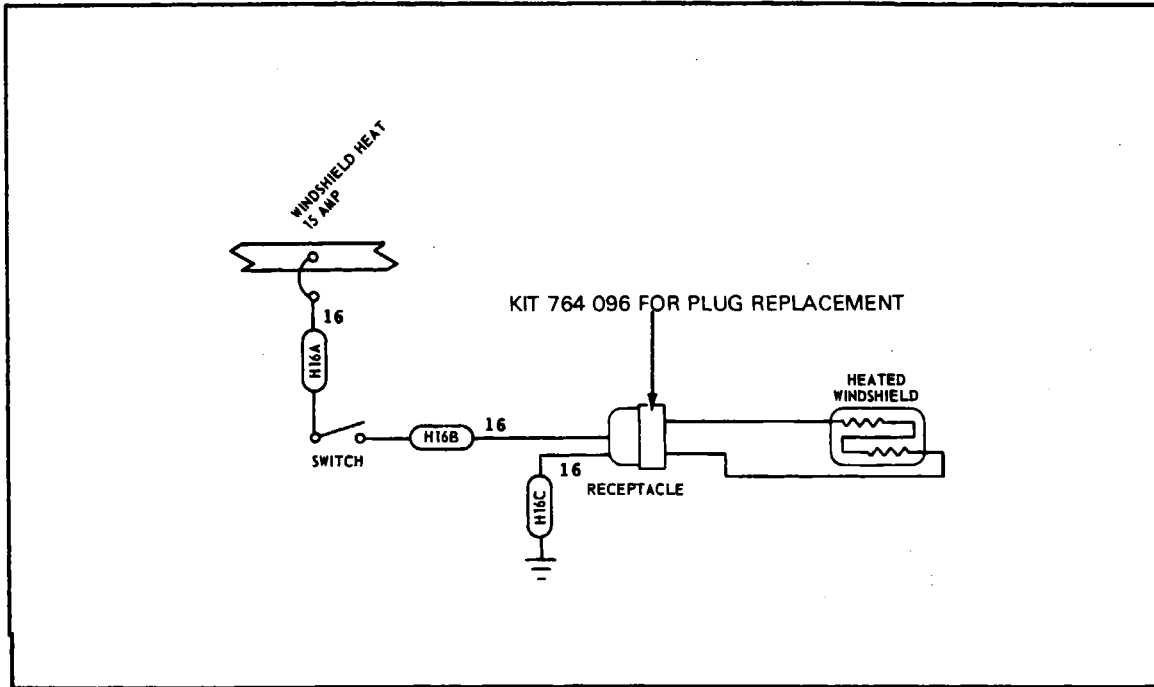 WINDSHIELD HEAT
15 AMP
16
H16A
SWITCH
H16B
16
16
H16C
KIT 764 096 FOR PLUG REPLACEMENT
RECEPTACLE
HEATED
WINDSHIELD